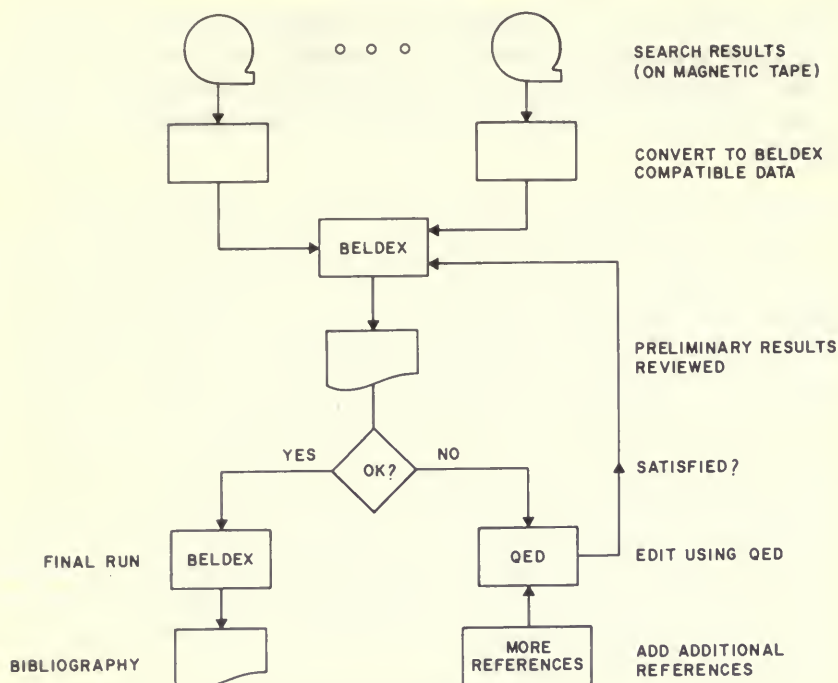 SEARCH RESULTS
(ON MAGNETIC TAPE)
CONVERT TO BELDEX
COMPATIBLE DATA
BELDEX
PRELIMINARY RESULTS
REVIEWED
YES
OK?
NO
SATISFIED?
FINAL RUN
BELDEX
QED
EDIT USING QED
BIBLIOGRAPHY
MORE
REFERENCES
ADD ADDITIONAL
REFERENCES